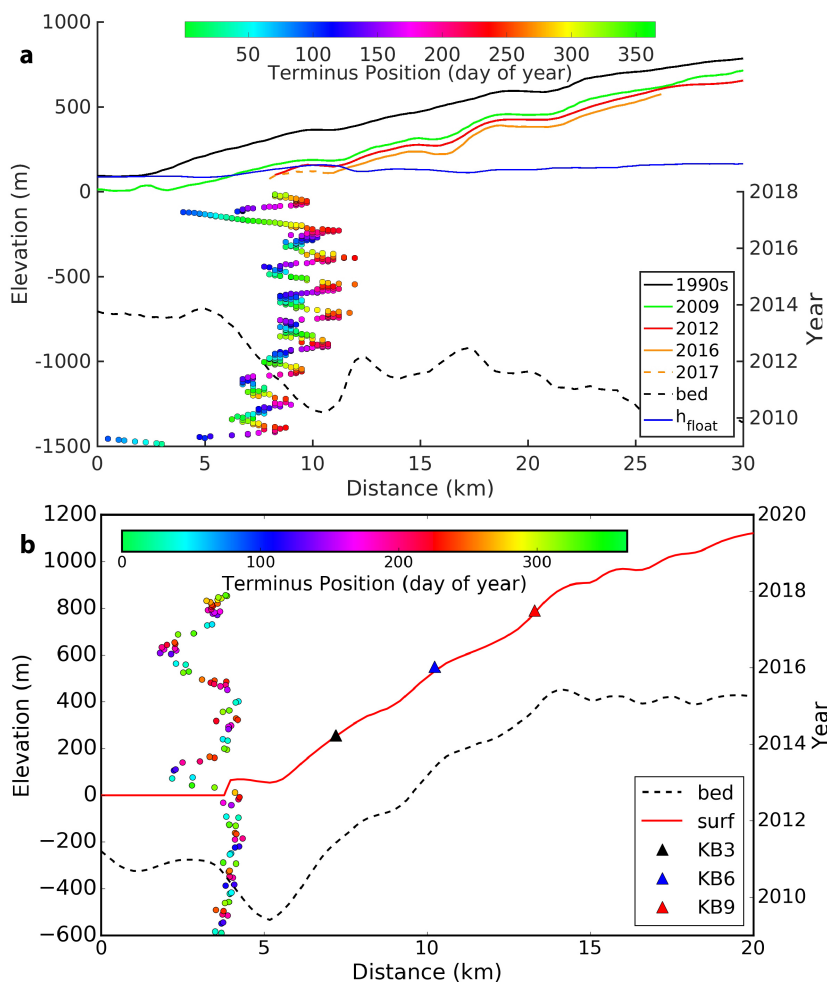 a
50 100 150 200 250 300 350
Terminus Position (day of year)
1000
500
0
-500
-1000
-1500
Elevation (m)
2018
2016
2014
2012
2010
Year
1990s
2009
2012
2016
2017
bed
h_float
0 5 10 15 20 25 30
Distance (km)
b
0 100 200 300
Terminus Position (day of year)
1200
1000
800
600
400
200
0
−200
−400
−600
Elevation (m)
2020
2018
2016
2014
2012
2010
Year
bed
surf
KB3
KB6
KB9
0 5 10 15 20
Distance (km)